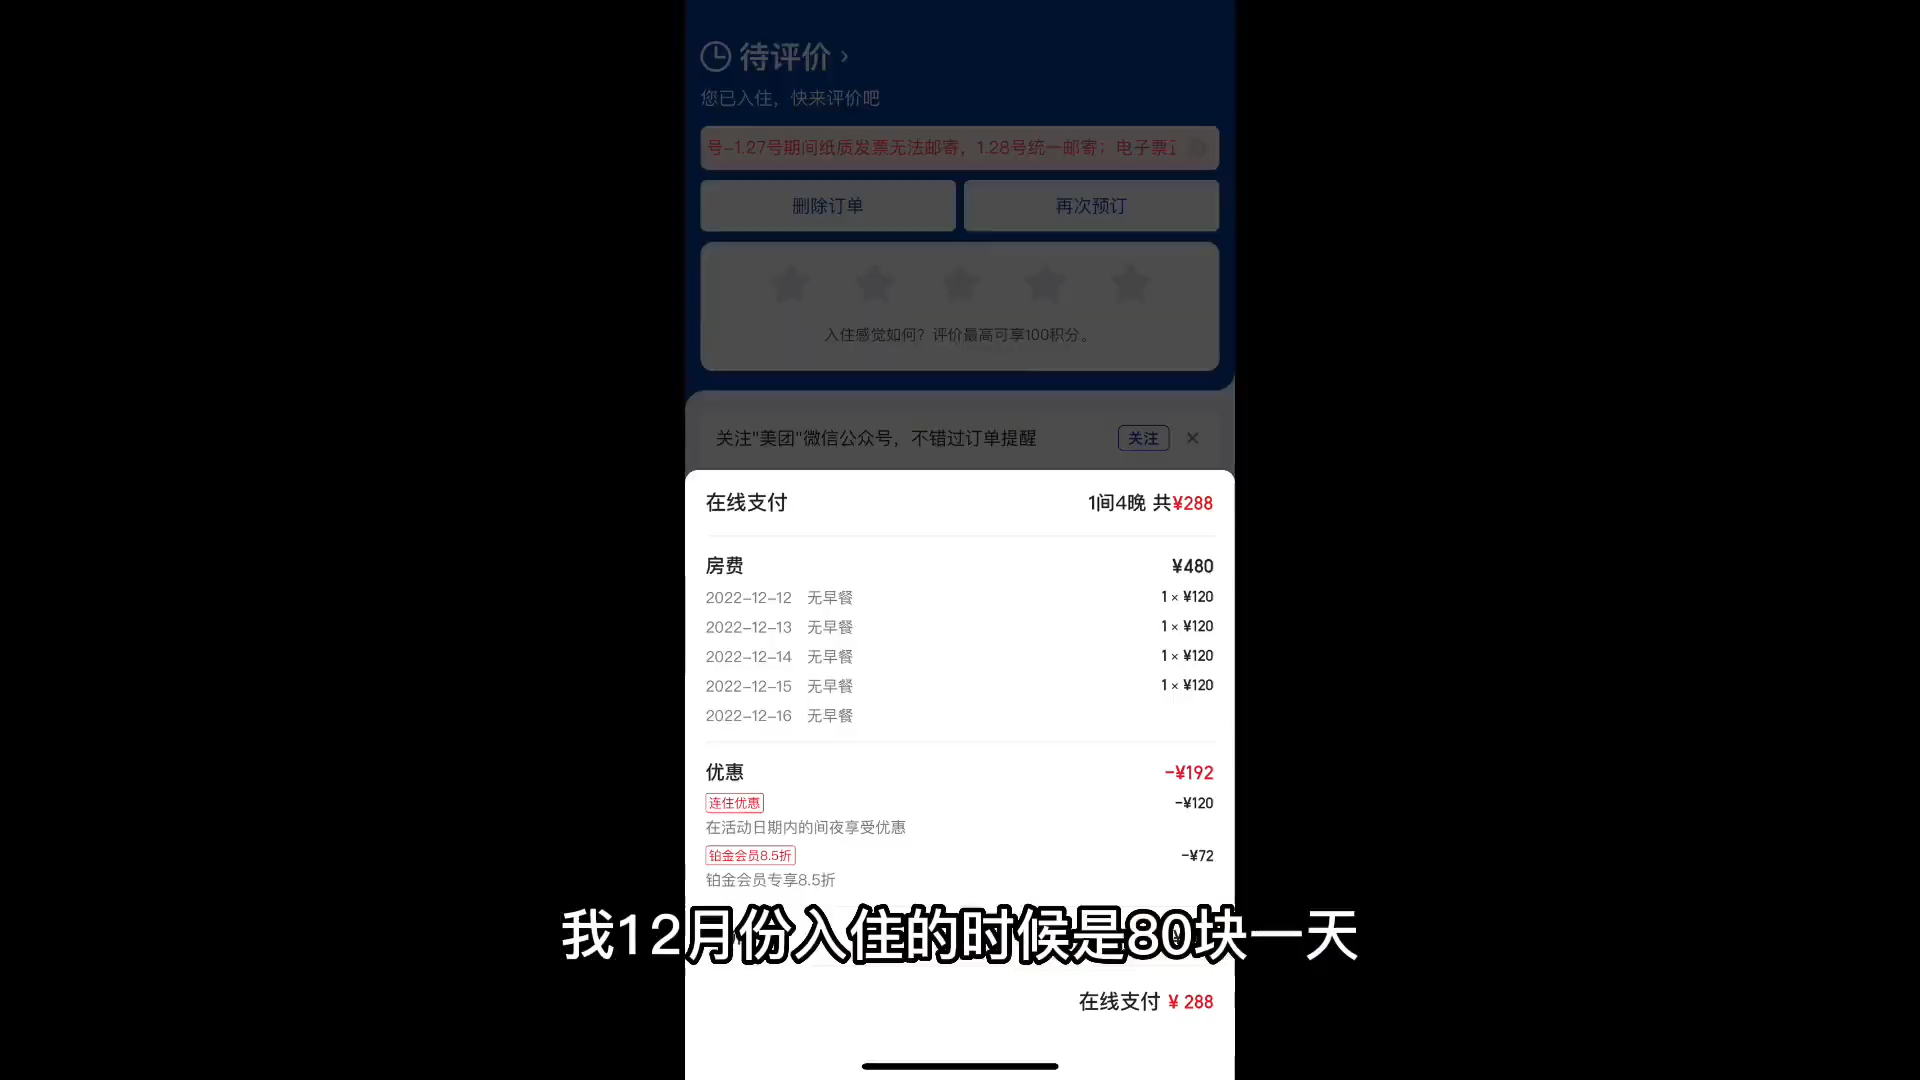 待评价 ›
您已入住，快来评价吧
号-1.27号期间纸质发票无法邮寄，1.28号统一邮寄；电子票正
删除订单 再次预订
入住感觉如何？评价最高可享100积分。
关注"美团"微信公众号，不错过订单提醒 关注 ×
在线支付 1间4晚 共¥288
房费 ¥480
2022-12-12 无早餐 1 × ¥120
2022-12-13 无早餐 1 × ¥120
2022-12-14 无早餐 1 × ¥120
2022-12-15 无早餐 1 × ¥120
2022-12-16 无早餐
优惠 -¥192
连住优惠 -¥120
在活动日期内的间夜享受优惠
铂金会员8.5折 -¥72
铂金会员专享8.5折
我12月份入住的时候是80块一天
在线支付 ¥ 288